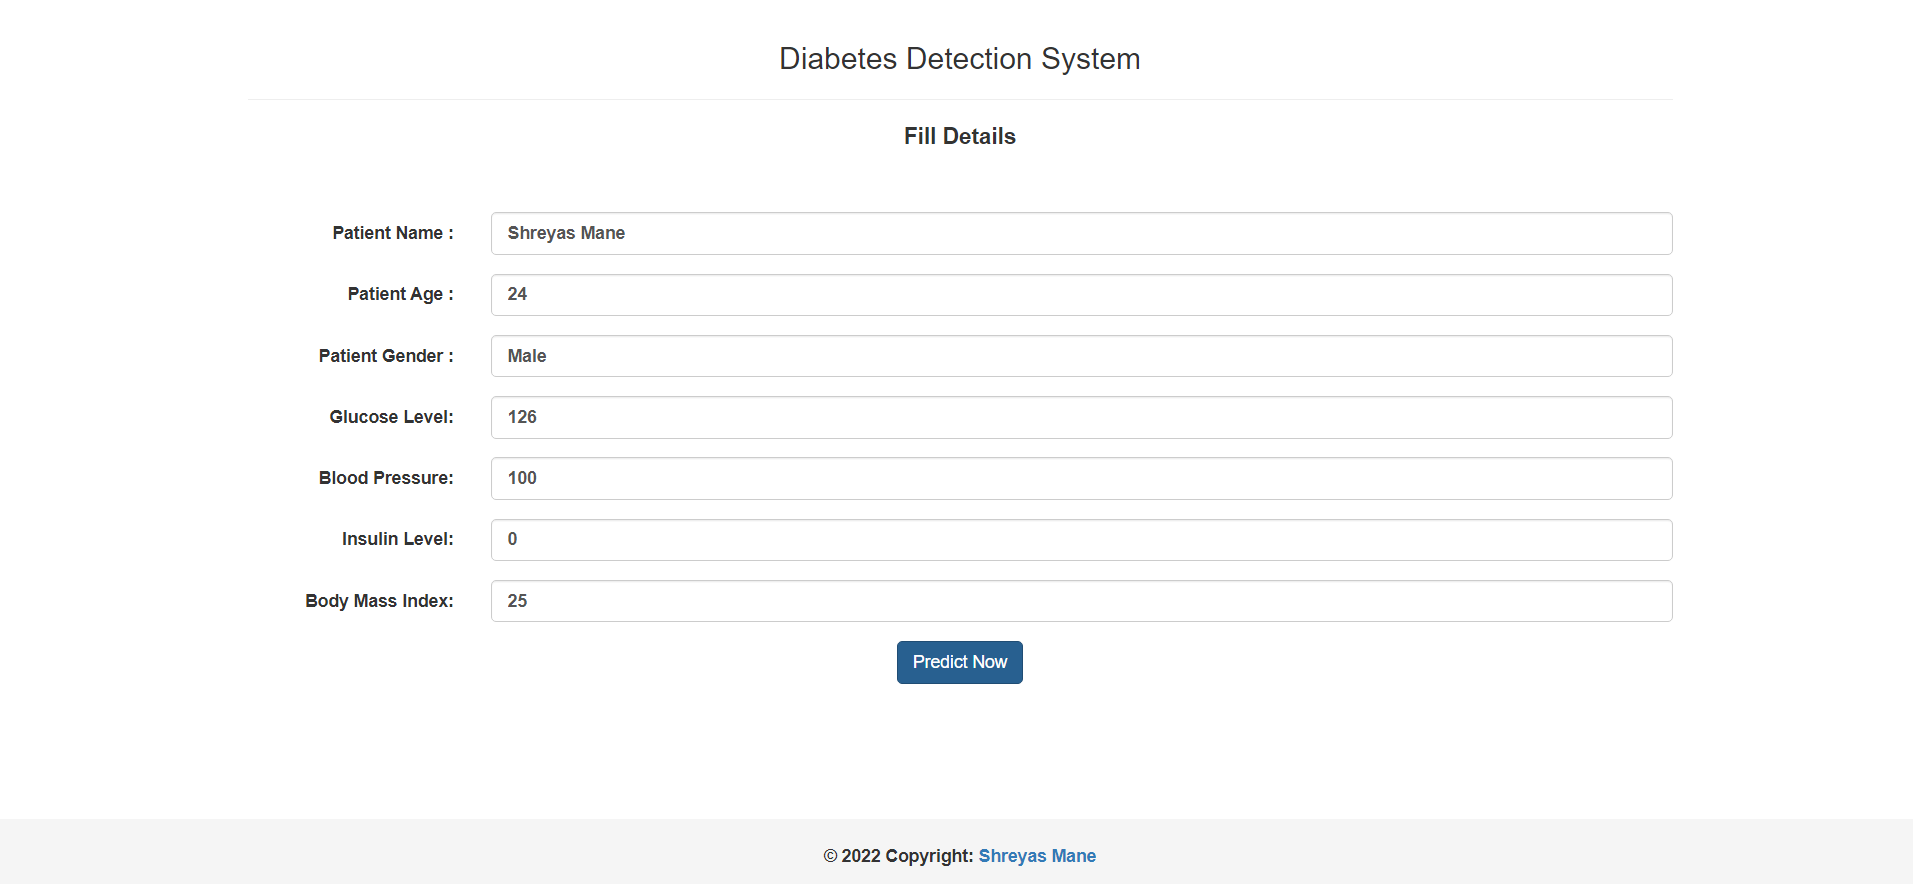 Diabetes Detection System
Fill Details
Patient Name : Shreyas Mane
Patient Age : 24
Patient Gender : Male
Glucose Level: 126
Blood Pressure: 100
Insulin Level: 0
Body Mass Index: 25
Predict Now
© 2022 Copyright: Shreyas Mane